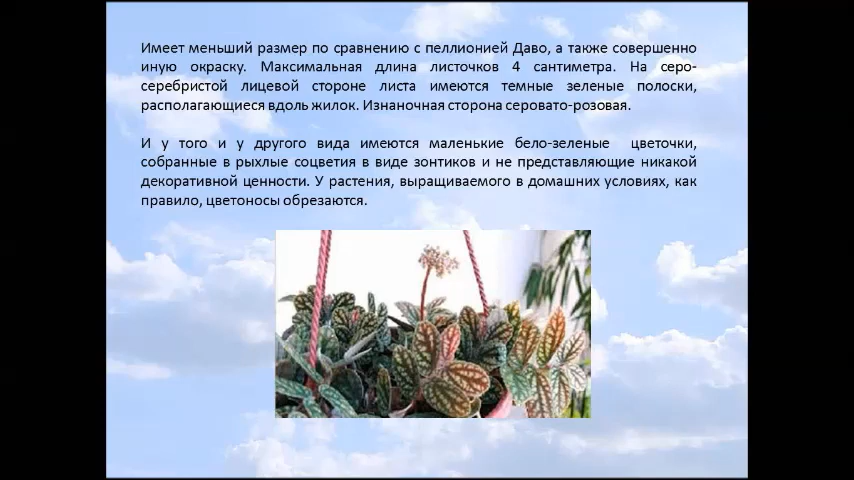 Имеет меньший размер по сравнению с пеллионией Даво, а также совершенно
иную окраску. Максимальная длина листочков 4 сантиметра. На серо-
серебристой лицевой стороне листа имеются темные зеленые полоски,
располагающиеся вдоль жилок. Изнаночная сторона серовато-розовая.
И у того и у другого вида имеются маленькие бело-зеленые цветочки,
собранные в рыхлые соцветия в виде зонтиков и не представляющие никакой
декоративной ценности. У растения, выращиваемого в домашних условиях, как
правило, цветоносы обрезаются.